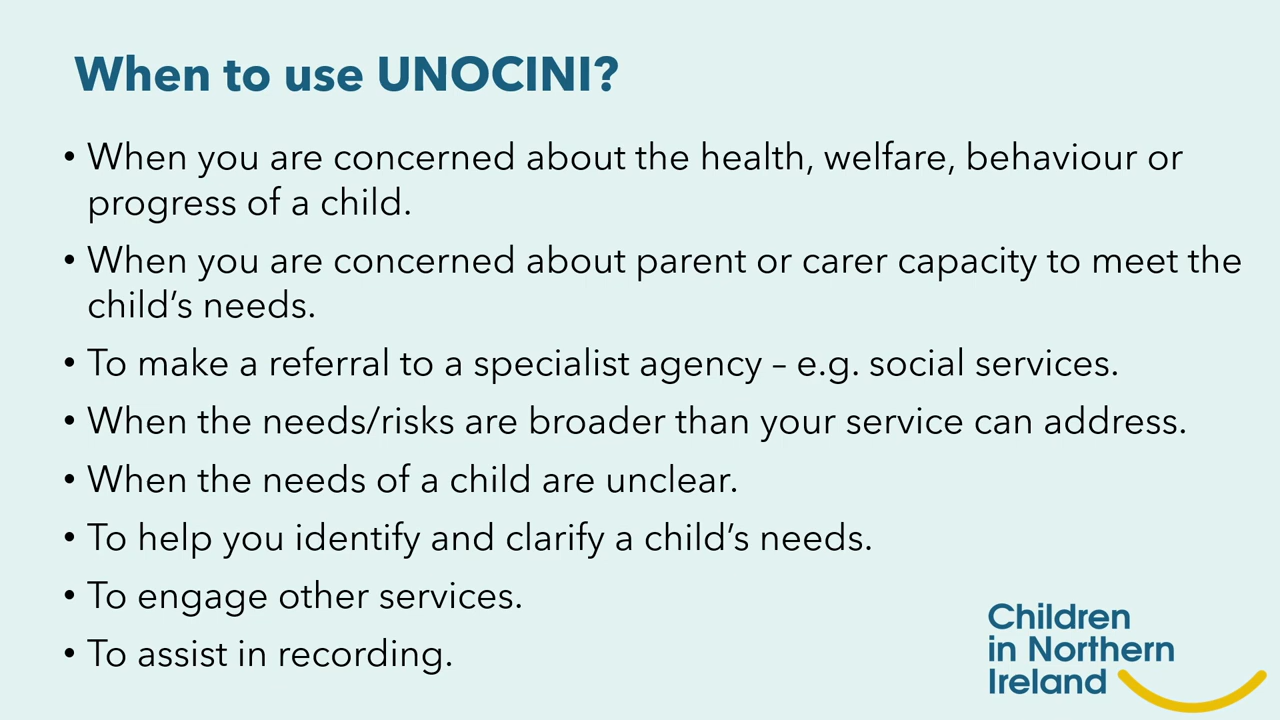 When to use UNOCINI?
• When you are concerned about the health, welfare, behaviour or
progress of a child.
• When you are concerned about parent or carer capacity to meet the
child’s needs.
• To make a referral to a specialist agency – e.g. social services.
• When the needs/risks are broader than your service can address.
• When the needs of a child are unclear.
• To help you identify and clarify a child’s needs.
• To engage other services.
• To assist in recording.
Children
in Northern
Ireland